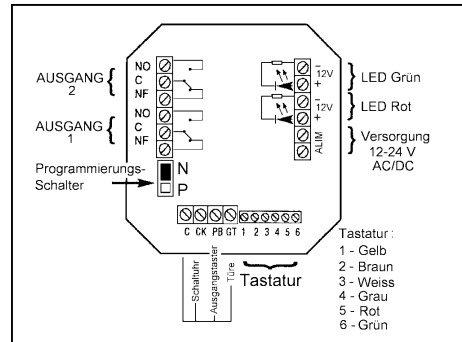 AUSGANG
2
NO
C
NF
AUSGANG
1
NO
C
NF
Programmierungs-
Schalter
N
P
–
12V
+
LED Grün
–
12V
+
LED Rot
ALIM
Versorgung
12-24 V
AC/DC
C CK PB GT 1 2 3 4 5 6
Schaltuhr
Ausgangstaster
Türe
Tastatur
Tastatur :
1 - Gelb
2 - Braun
3 - Weiss
4 - Grau
5 - Rot
6 - Grün